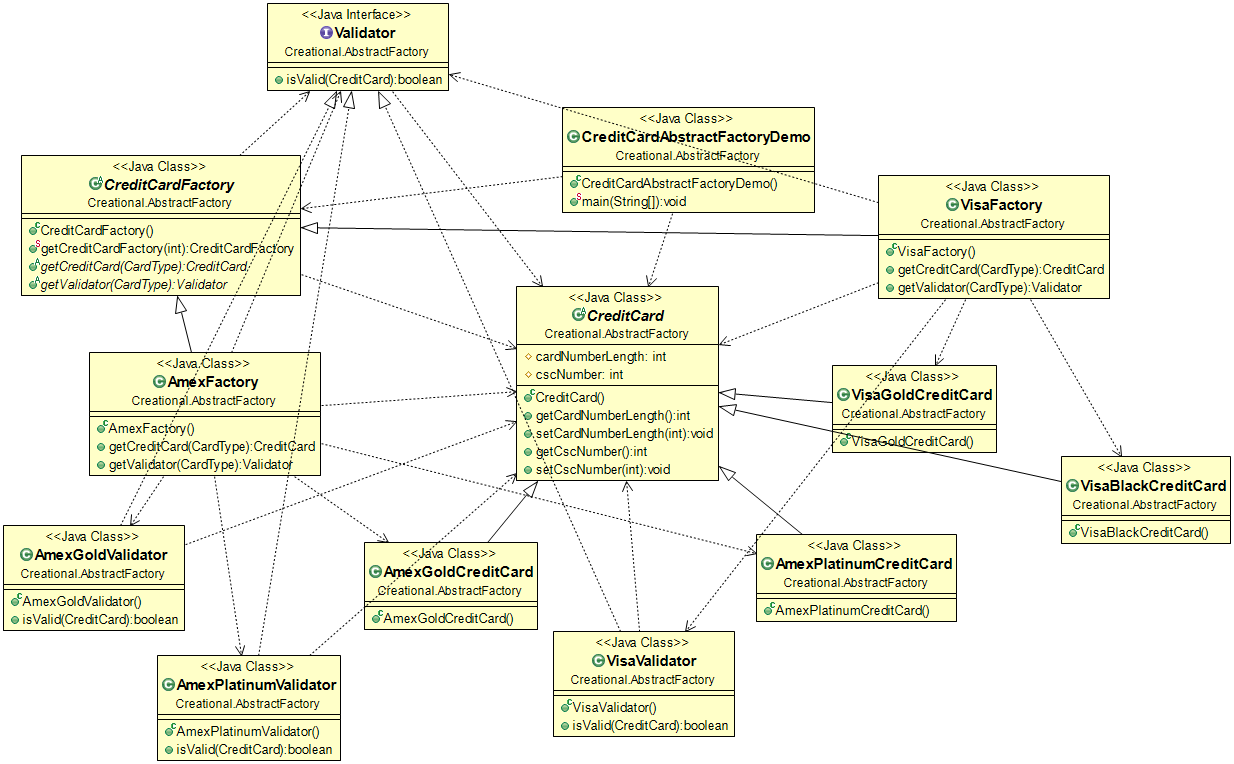 <<Java Interface>>
Validator
Creational.AbstractFactory
isValid(CreditCard):boolean
<<Java Class>>
CreditCardAbstractFactoryDemo
Creational.AbstractFactory
CreditCardAbstractFactoryDemo()
main(String[]):void
<<Java Class>>
CreditCardFactory
Creational.AbstractFactory
CreditCardFactory()
getCreditCardFactory(int):CreditCardFactory
getCreditCard(CardType):CreditCard
getValidator(CardType):Validator
<<Java Class>>
VisaFactory
Creational.AbstractFactory
VisaFactory()
getCreditCard(CardType):CreditCard
getValidator(CardType):Validator
<<Java Class>>
CreditCard
Creational.AbstractFactory
cardNumberLength: int
cscNumber: int
CreditCard()
getCardNumberLength():int
setCardNumberLength(int):void
getCscNumber():int
setCscNumber(int):void
<<Java Class>>
AmexFactory
Creational.AbstractFactory
AmexFactory()
getCreditCard(CardType):CreditCard
getValidator(CardType):Validator
<<Java Class>>
VisaGoldCreditCard
Creational.AbstractFactory
VisaGoldCreditCard()
<<Java Class>>
VisaBlackCreditCard
Creational.AbstractFactory
VisaBlackCreditCard()
<<Java Class>>
AmexGoldValidator
Creational.AbstractFactory
AmexGoldValidator()
isValid(CreditCard):boolean
<<Java Class>>
AmexGoldCreditCard
Creational.AbstractFactory
AmexGoldCreditCard()
<<Java Class>>
AmexPlatinumCreditCard
Creational.AbstractFactory
AmexPlatinumCreditCard()
<<Java Class>>
VisaValidator
Creational.AbstractFactory
VisaValidator()
isValid(CreditCard):boolean
<<Java Class>>
AmexPlatinumValidator
Creational.AbstractFactory
AmexPlatinumValidator()
isValid(CreditCard):boolean